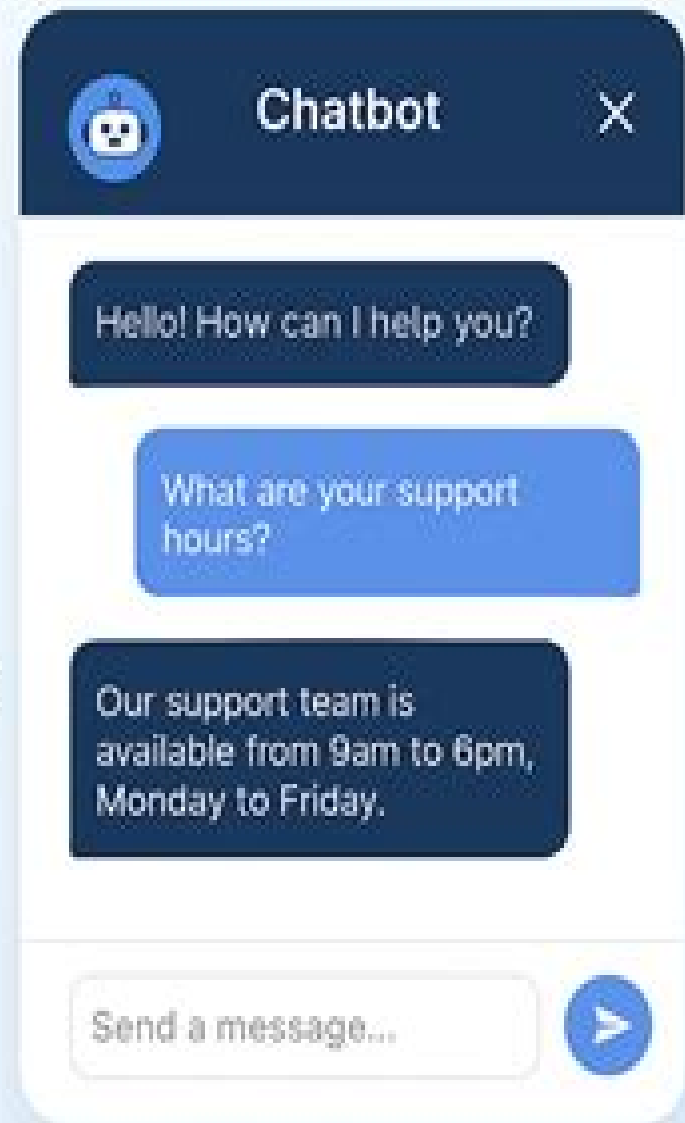 Chatbot
Hello! How can I help you?
What are your support
hours?
Our support team is
available from 9am to 6pm,
Monday to Friday.
Send a message...